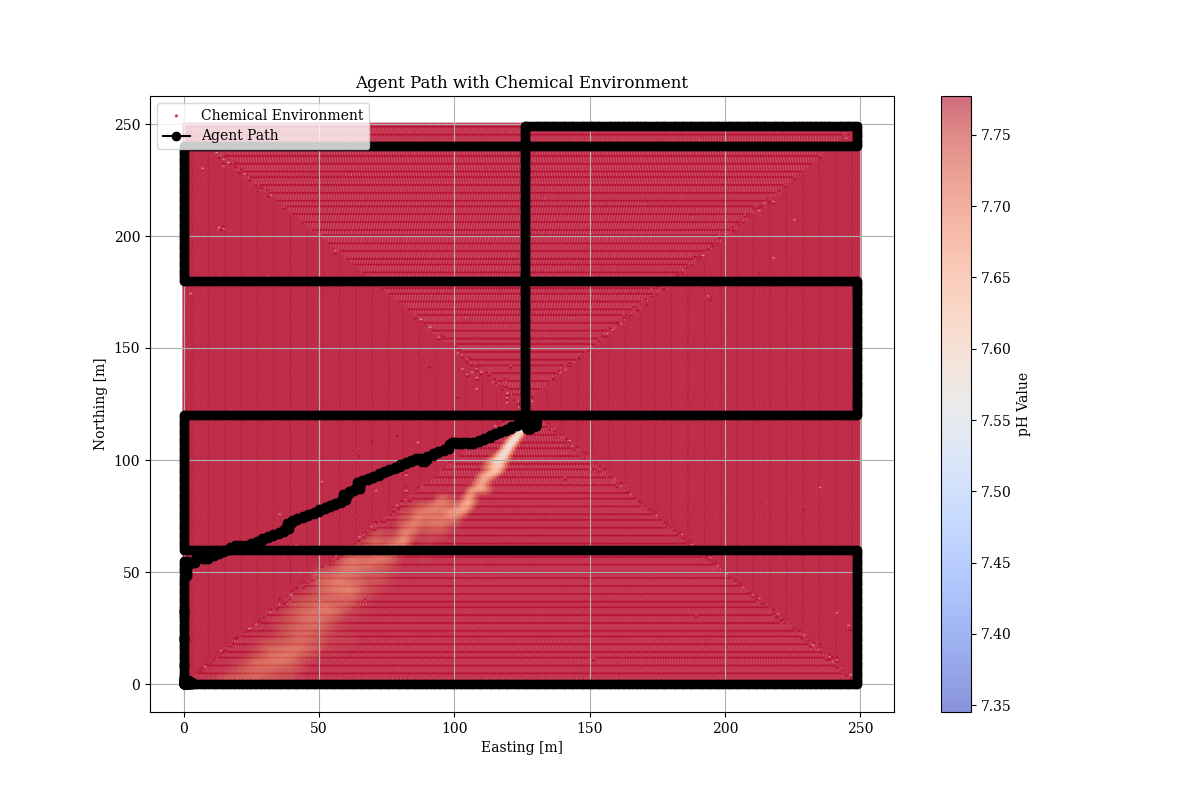 Agent Path with Chemical Environment
Chemical Environment
Agent Path
250
200
150
100
50
0
Northing [m]
0 50 100 150 200 250
Easting [m]
7.75
7.70
7.65
7.60
7.55
7.50
7.45
7.40
7.35
pH Value